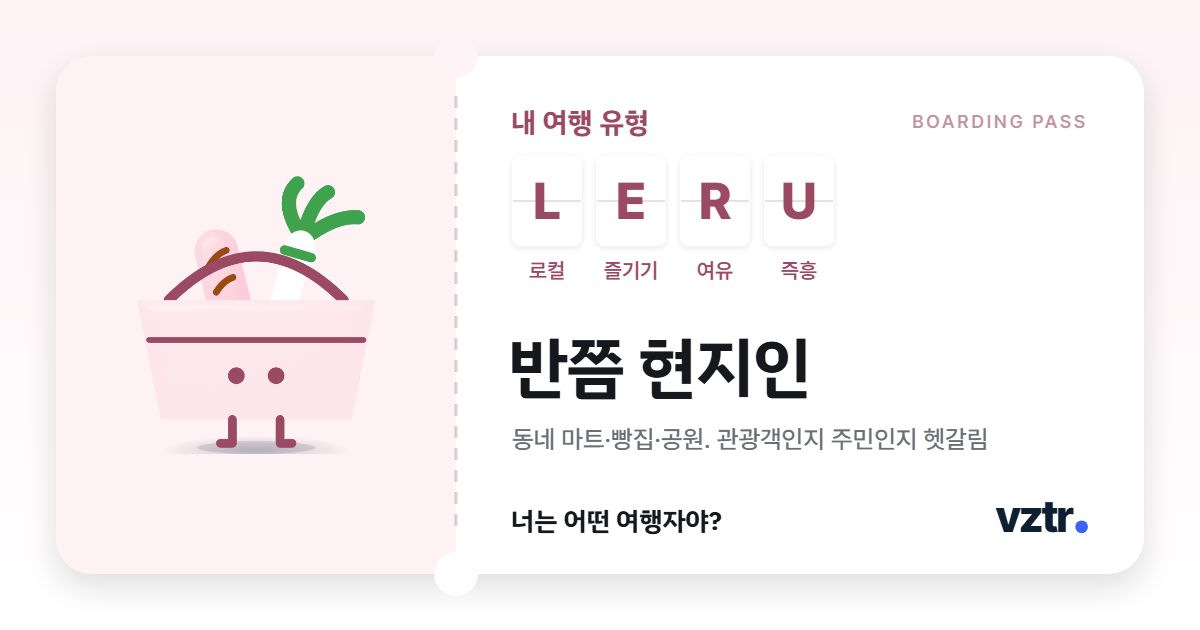 내 여행 유형
BOARDING PASS
L E R U
로컬 즐기기 여유 즉흥
반쯤 현지인
동네 마트·빵집·공원. 관광객인지 주민인지 헷갈림
너는 어떤 여행자야?
vztr.